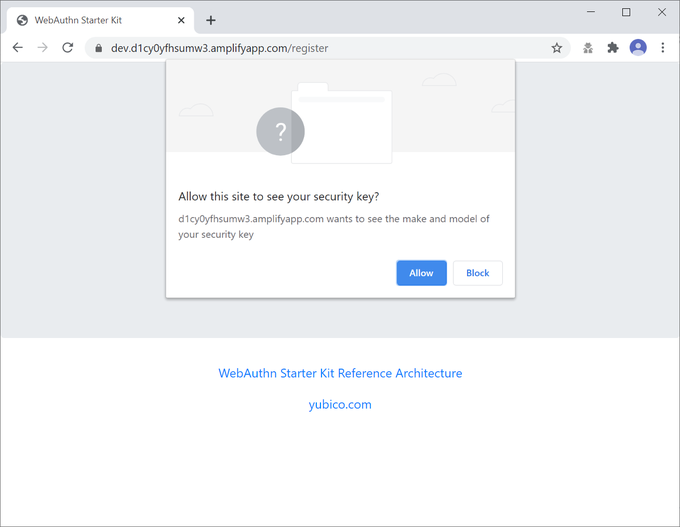 WebAuthn Starter Kit
dev.d1cy0yfhsumw3.amplifyapp.com/register
?
Allow this site to see your security key?
d1cy0yfhsumw3.amplifyapp.com wants to see the make and model of
your security key
Allow Block
WebAuthn Starter Kit Reference Architecture
yubico.com